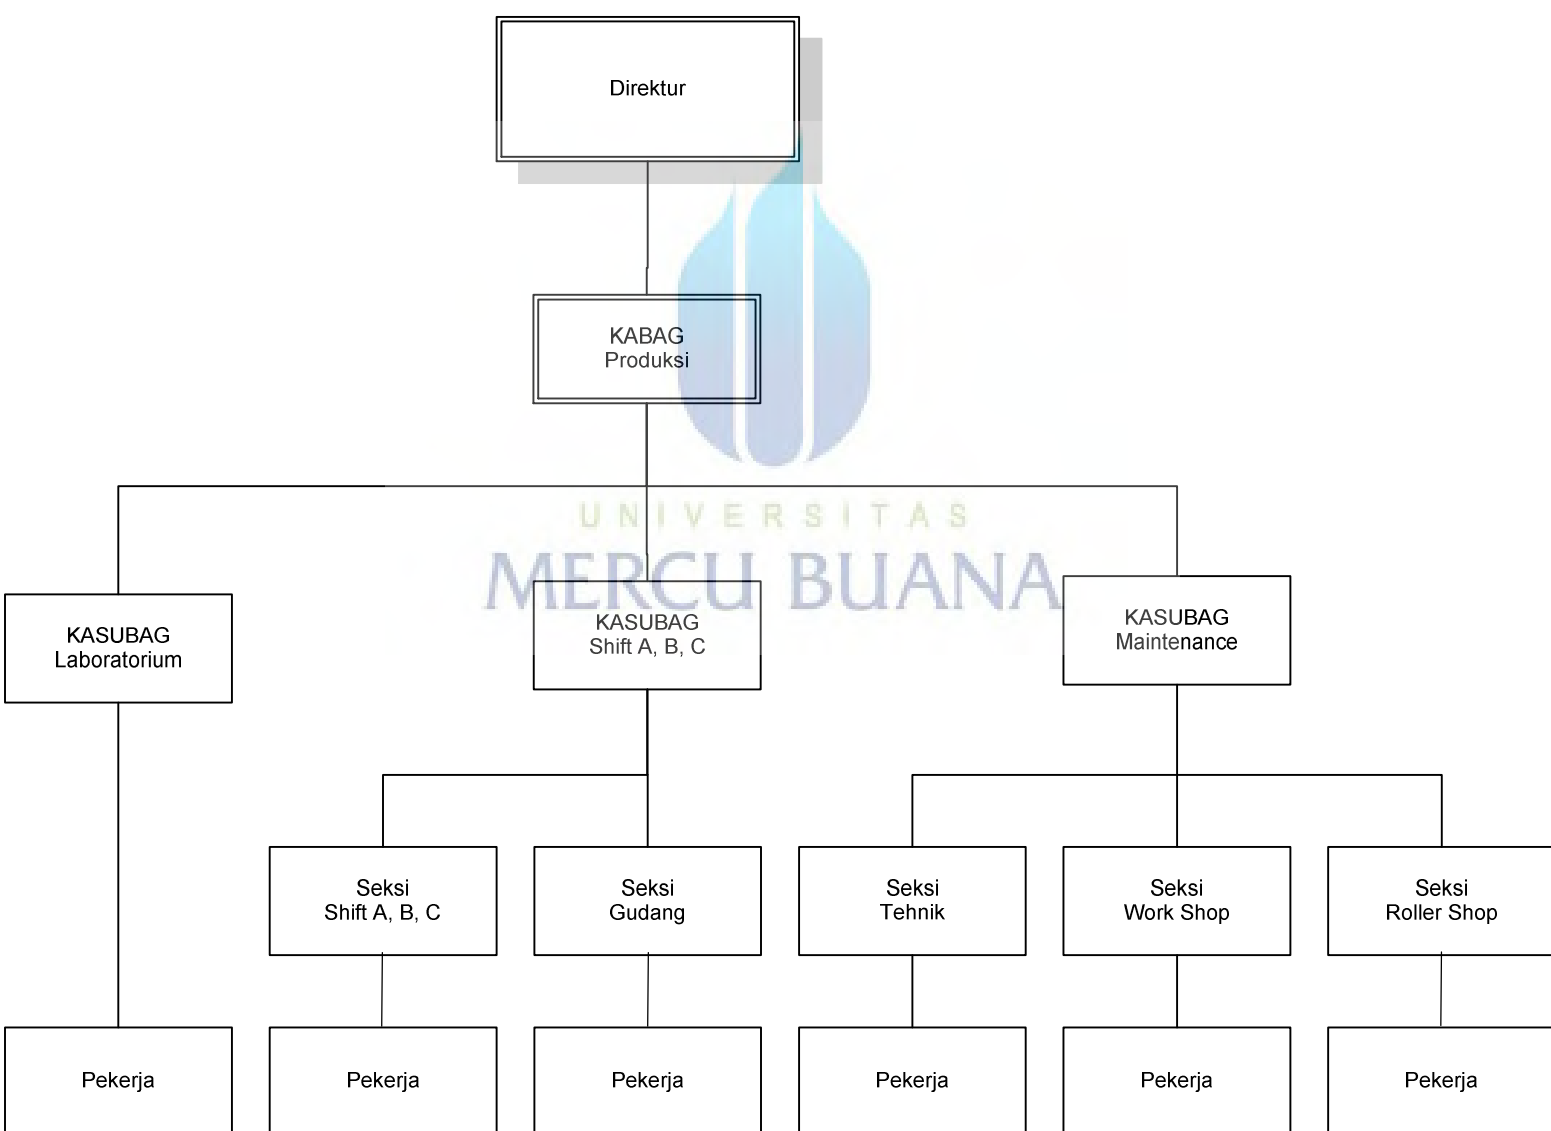 Direktur
KABAG
Produksi
UNIVERSITAS
MERCU BUANA
KASUBAG
Laboratorium
KASUBAG
Shift A, B, C
KASUBAG
Maintenance
Seksi
Shift A, B, C
Seksi
Gudang
Seksi
Tehnik
Seksi
Work Shop
Seksi
Roller Shop
Pekerja
Pekerja
Pekerja
Pekerja
Pekerja
Pekerja